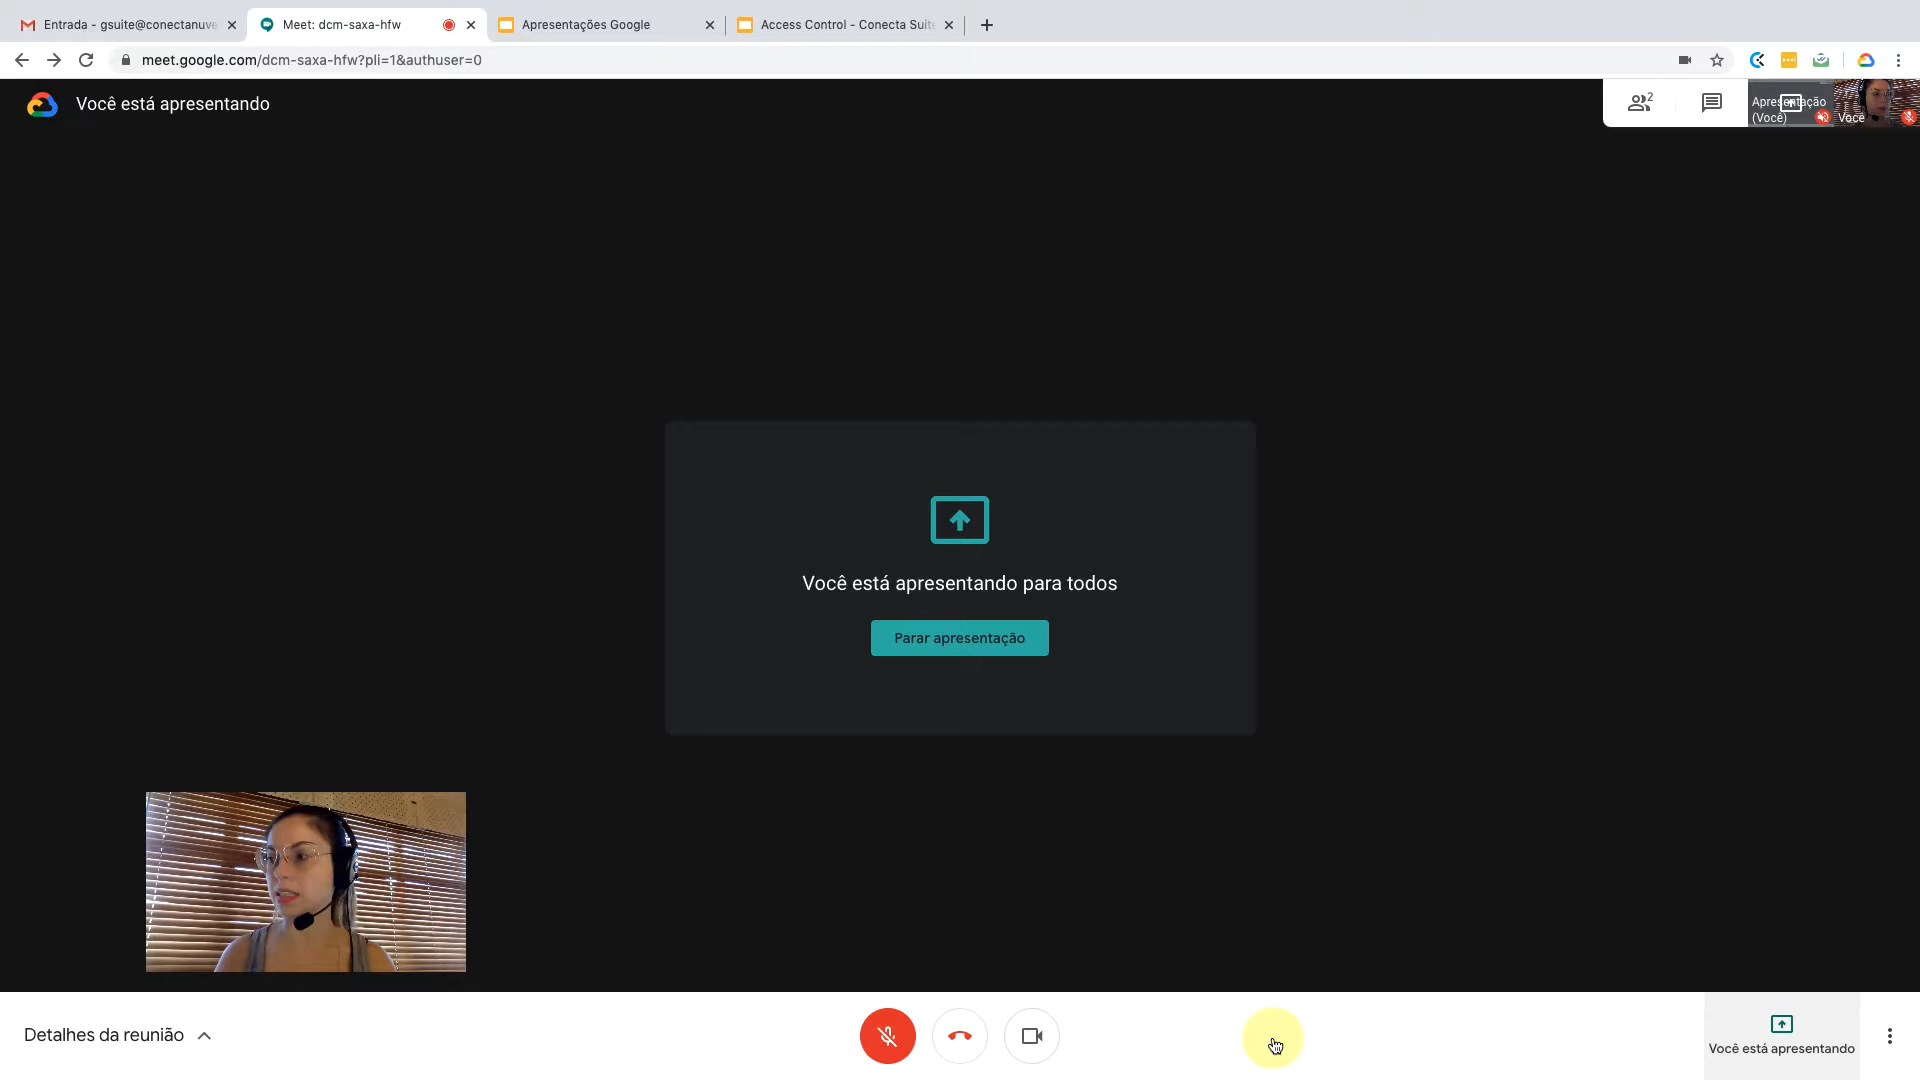 Entrada - gsuite@conectanuve
Meet: dcm-saxa-hfw
Apresentações Google
Access Control - Conecta Suite
meet.google.com/dcm-saxa-hfw?pli=1&authuser=0
Você está apresentando
2
Apresentação
(Você)
Você
Você está apresentando para todos
Parar apresentação
Detalhes da reunião
Você está apresentando